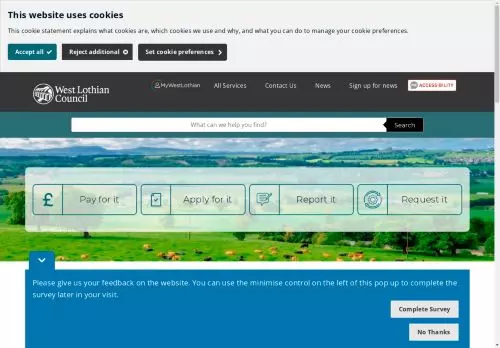 This website uses cookies
This cookie statement explains what cookies are, which cookies we use and why, and what you can do to manage your cookie preferences.
Accept all
Reject additional
Set cookie preferences
West Lothian
Council
MyWestLothian
All Services
Contact Us
News
Sign up for news
ACCESSIBILITY
What can we help you find?
Search
£
Pay for it
Apply for it
Report it
Request it
Please give us your feedback on the website. You can use the minimise control on the left of this pop up to complete the
survey later in your visit.
Complete Survey
No Thanks